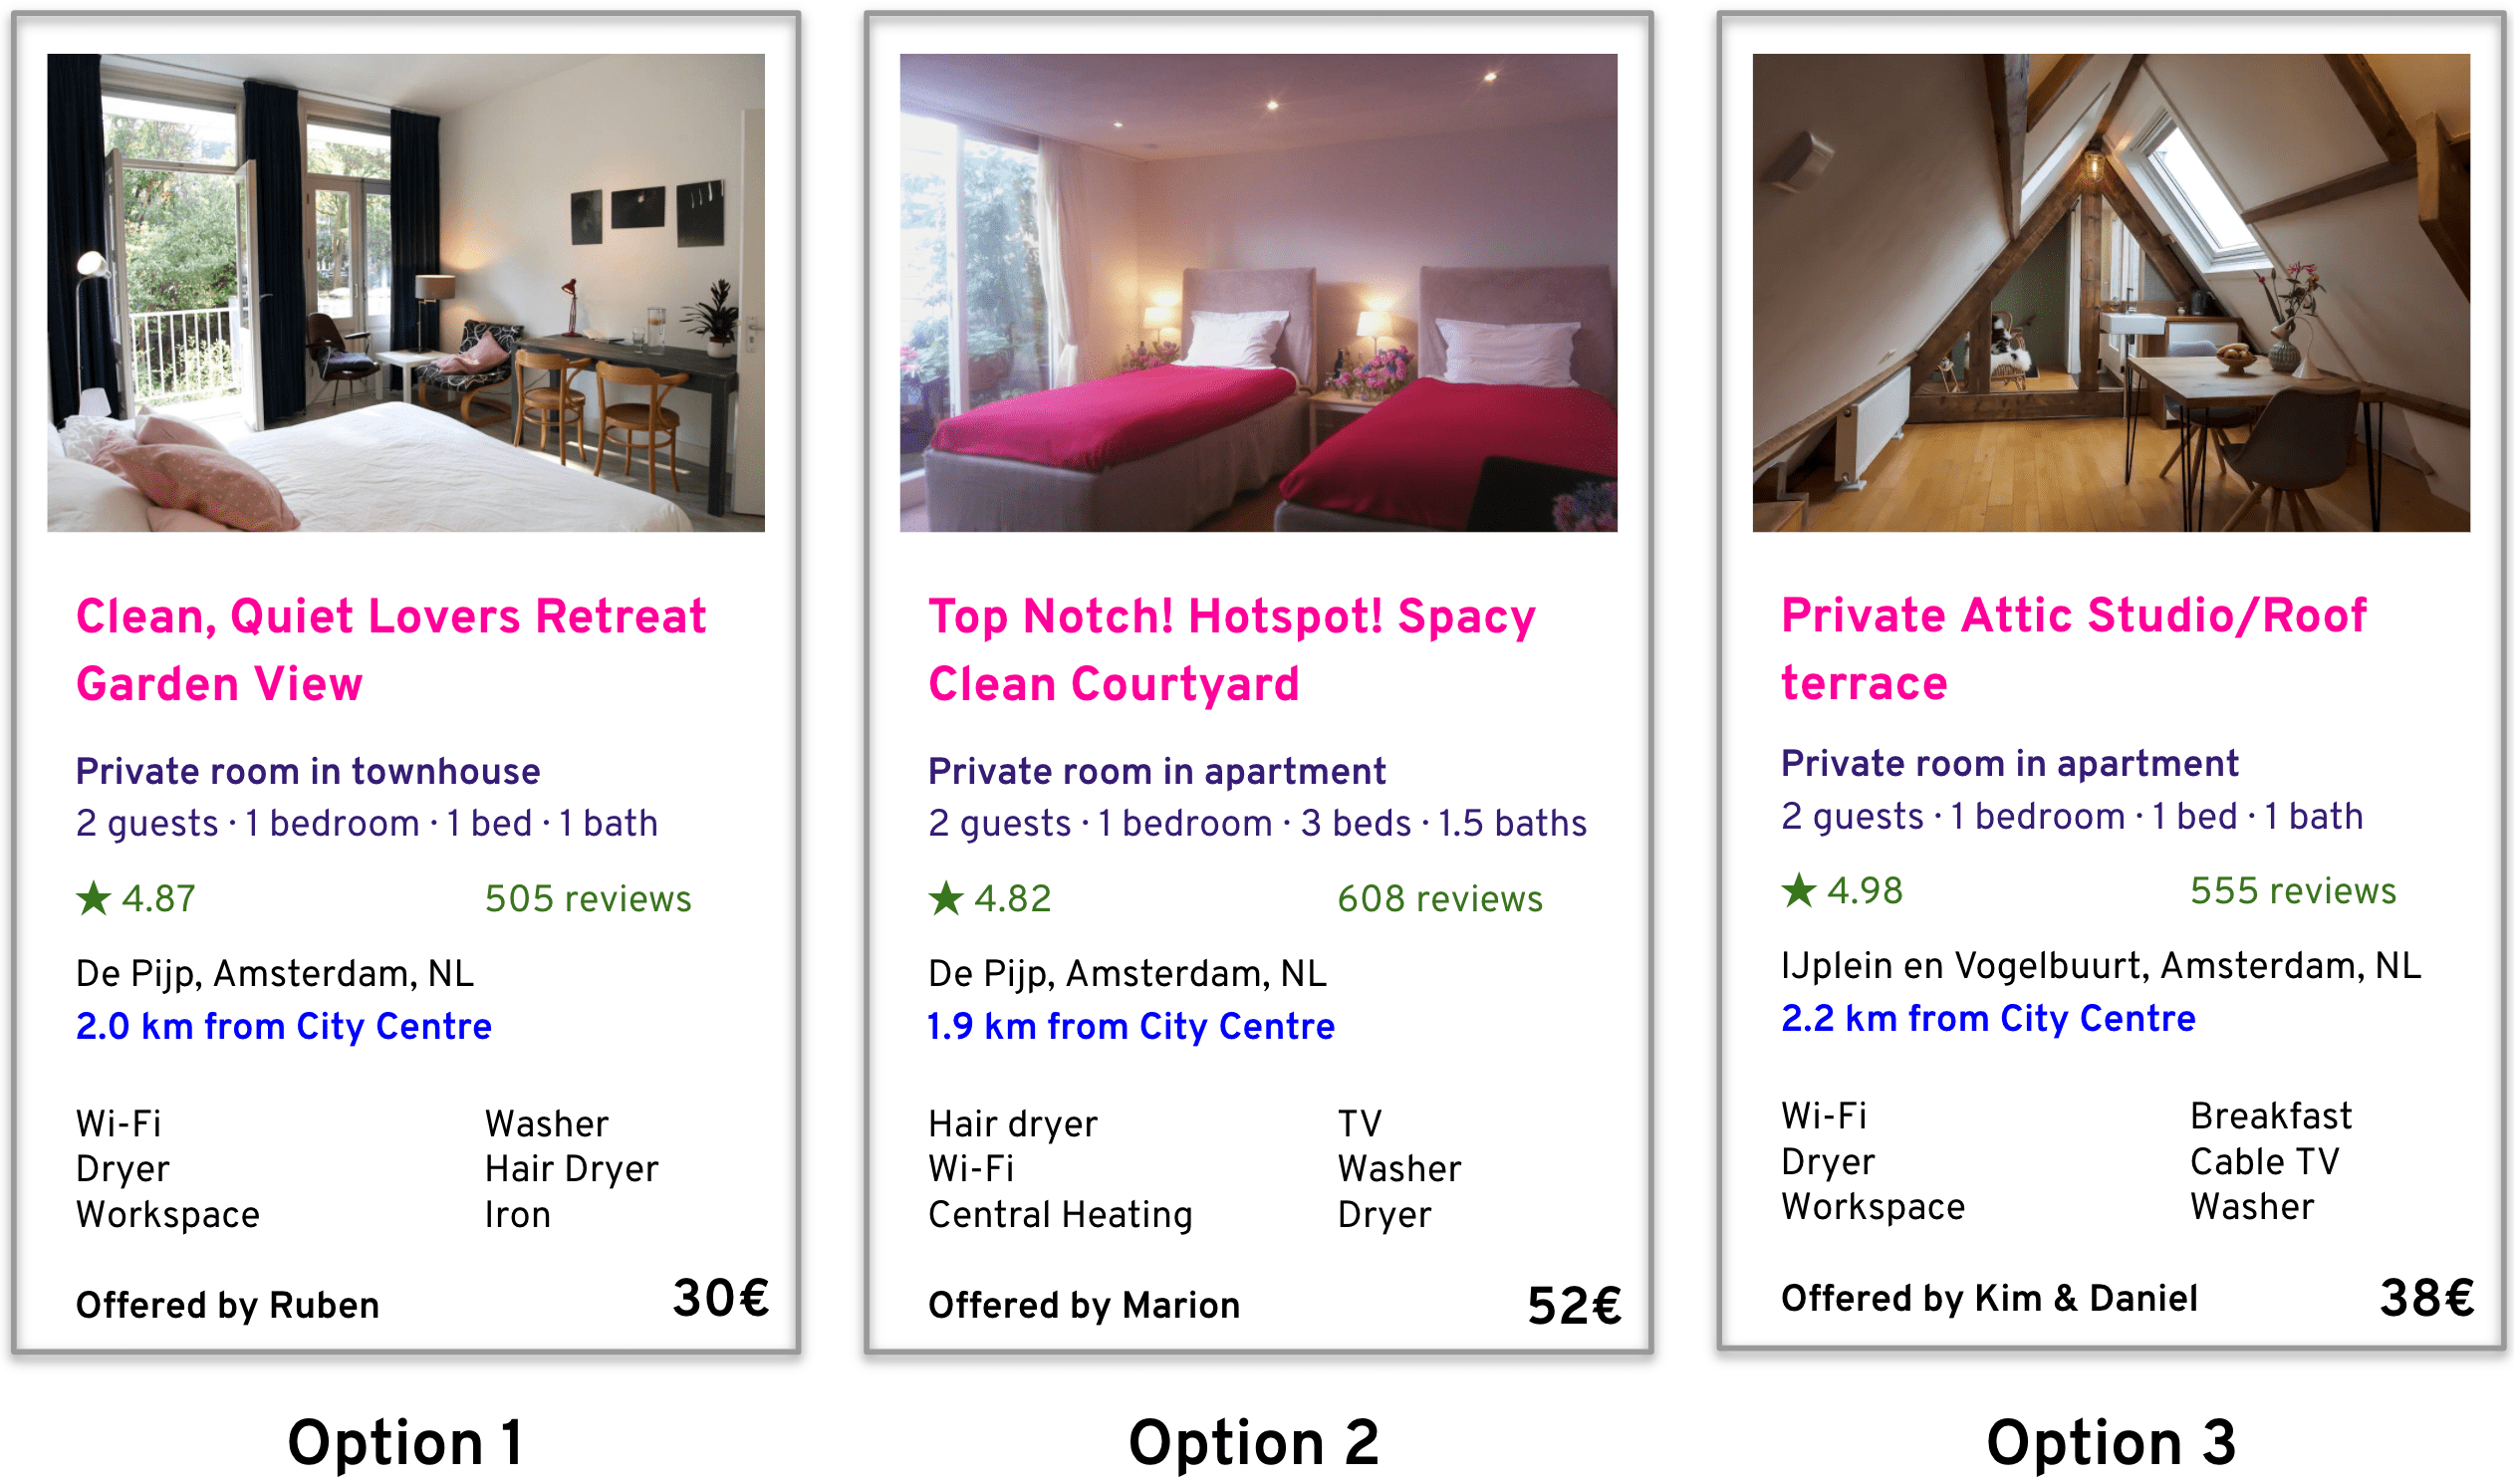 Clean, Quiet Lovers Retreat
Garden View
Private room in townhouse
2 guests · 1 bedroom · 1 bed · 1 bath
★ 4.87 505 reviews
De Pijp, Amsterdam, NL
2.0 km from City Centre
Wi-Fi Washer
Dryer Hair Dryer
Workspace Iron
Offered by Ruben 30€
Option 1
Top Notch! Hotspot! Spacy
Clean Courtyard
Private room in apartment
2 guests · 1 bedroom · 3 beds · 1.5 baths
★ 4.82 608 reviews
De Pijp, Amsterdam, NL
1.9 km from City Centre
Hair dryer TV
Wi-Fi Washer
Central Heating Dryer
Offered by Marion 52€
Option 2
Private Attic Studio/Roof
terrace
Private room in apartment
2 guests · 1 bedroom · 1 bed · 1 bath
★ 4.98 555 reviews
IJplein en Vogelbuurt, Amsterdam, NL
2.2 km from City Centre
Wi-Fi Breakfast
Dryer Cable TV
Workspace Washer
Offered by Kim & Daniel 38€
Option 3